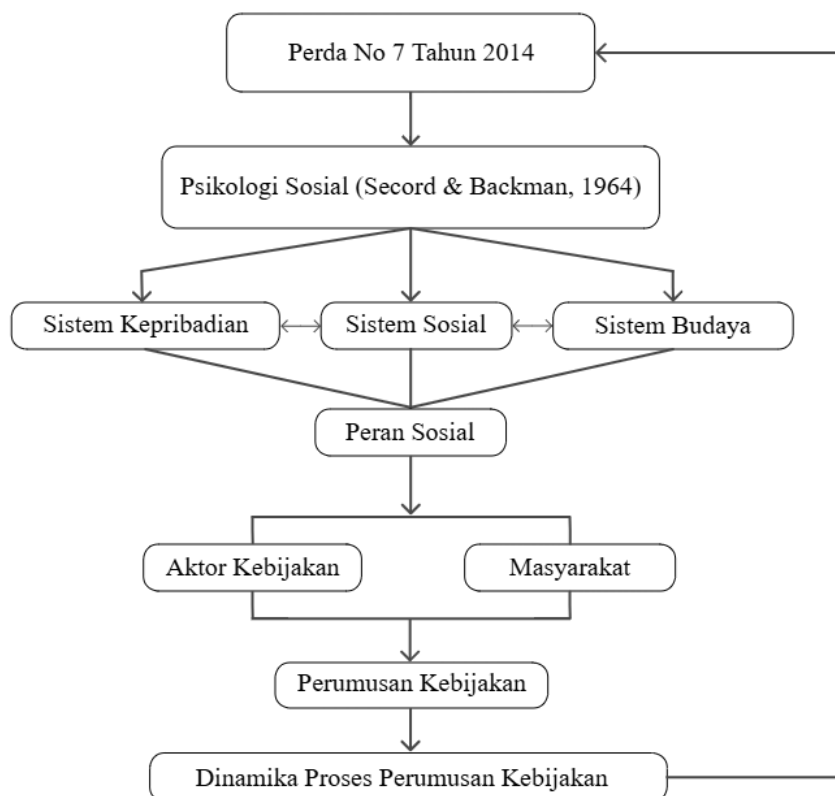 Perda No 7 Tahun 2014
Psikologi Sosial (Secord & Backman, 1964)
Sistem Kepribadian
Sistem Sosial
Sistem Budaya
Peran Sosial
Aktor Kebijakan
Masyarakat
Perumusan Kebijakan
Dinamika Proses Perumusan Kebijakan